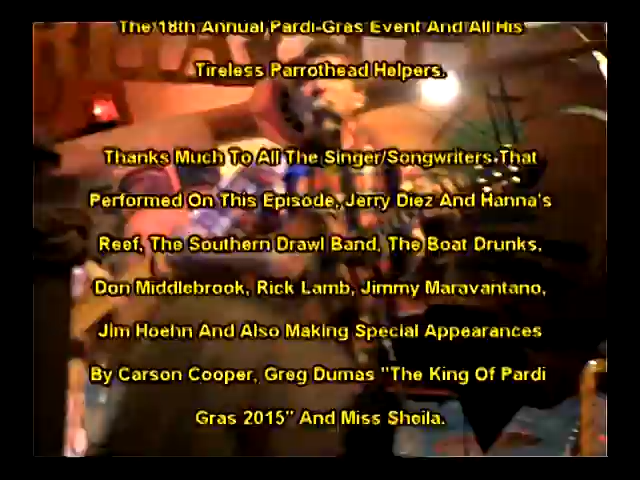 The 18th Annual Pardi-Gras Event And All His
Tireless Parrothead Helpers.
Thanks Much To All The Singer/Songwriters That
Performed On This Episode, Jerry Diez And Hanna's
Reef, The Southern Drawl Band, The Boat Drunks,
Don Middlebrook, Rick Lamb, Jimmy Maravantano,
Jim Hoehn And Also Making Special Appearances
By Carson Cooper, Greg Dumas "The King Of Pardi
Gras 2015" And Miss Sheila.